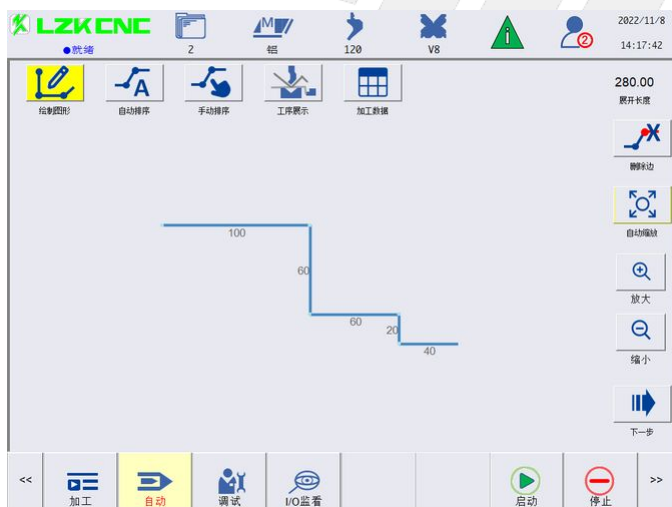 LZKCNC
●就绪
2
M
铝
120
V8
2
2022/11/8
14:17:42
绘制图形
A
自动排序
手动排序
工序展示
加工数据
280.00
展开长度
删除边
自动缩放
放大
缩小
下一步
100
60
60
20
40
<<
加工
自动
调试
I/O监看
启动
停止
>>